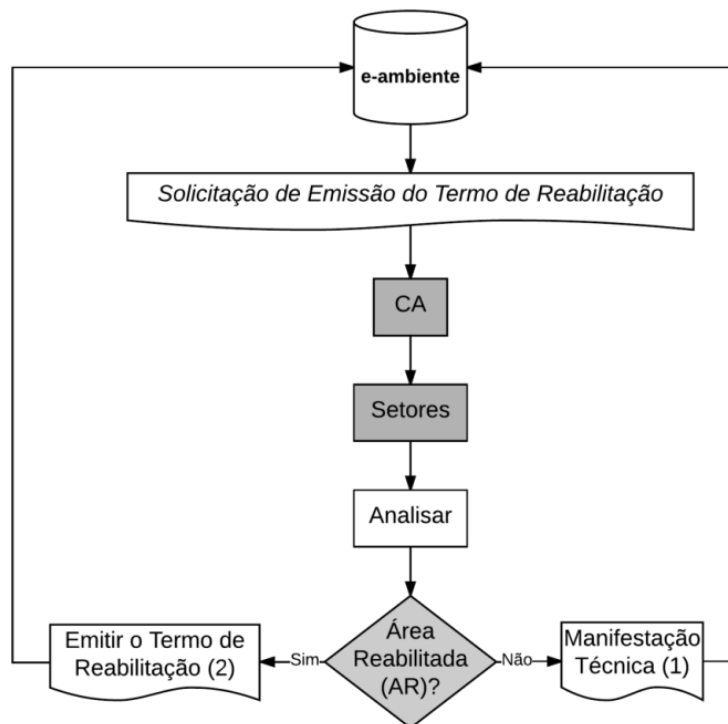 e-ambiente
Solicitação de Emissão do Termo de Reabilitação
CA
Setores
Analisar
Área
Reabilitada
(AR)?
Sim
Não
Emitir o Termo de
Reabilitação (2)
Manifestação
Técnica (1)